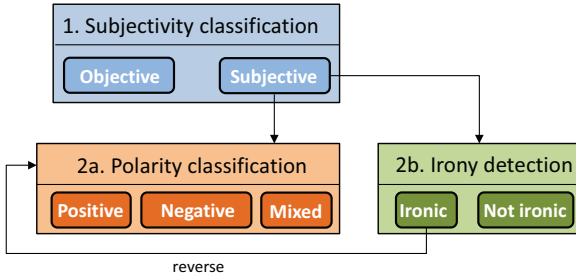 1. Subjectivity classification
Objective
Subjective
2a. Polarity classification
Positive
Negative
Mixed
2b. Irony detection
Ironic
Not ironic
reverse